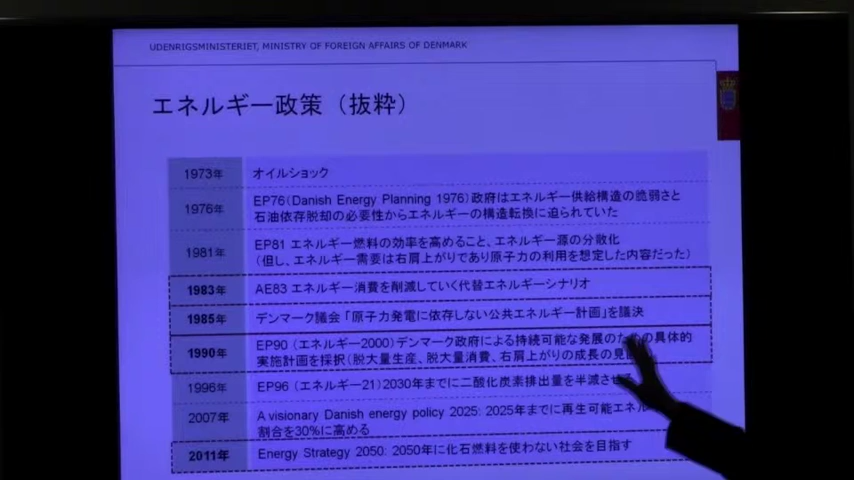 UDENRIGSMINISTERIET, MINISTRY OF FOREIGN AFFAIRS OF DENMARK
エネルギー政策（抜粋）
1973年 オイルショック
1976年 EP76（Danish Energy Planning 1976）政府はエネルギー供給構造の脆弱さと
石油依存脱却の必要性からエネルギーの構造転換に迫られていた
1981年 EP81 エネルギー燃料の効率を高めること、エネルギー源の分散化
（但し、エネルギー需要は右肩上がりであり原子力の利用を想定した内容だった）
1983年 AE83 エネルギー消費を削減していく代替エネルギーシナリオ
1985年 デンマーク議会「原子力発電に依存しない公共エネルギー計画」を議決
1990年 EP90（エネルギー2000）デンマーク政府による持続可能な発展のための具体的
実施計画を採択（脱大量生産、脱大量消費、右肩上がりの成長の見
1996年 EP96（エネルギー21）2030年までに二酸化炭素排出量を半減させる
2007年 A visionary Danish energy policy 2025: 2025年までに再生可能エネル
割合を30%に高める
2011年 Energy Strategy 2050: 2050年に化石燃料を使わない社会を目指す